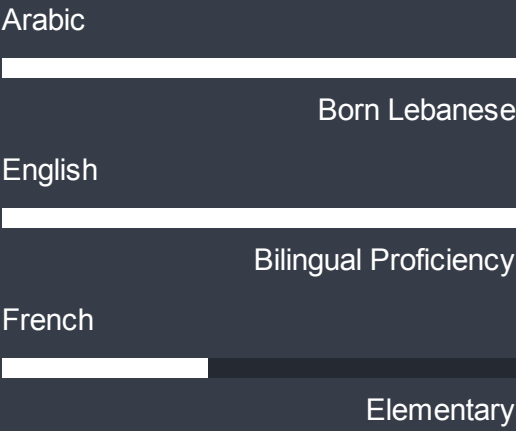 Arabic
Born Lebanese
English
Bilingual Proficiency
French
Elementary